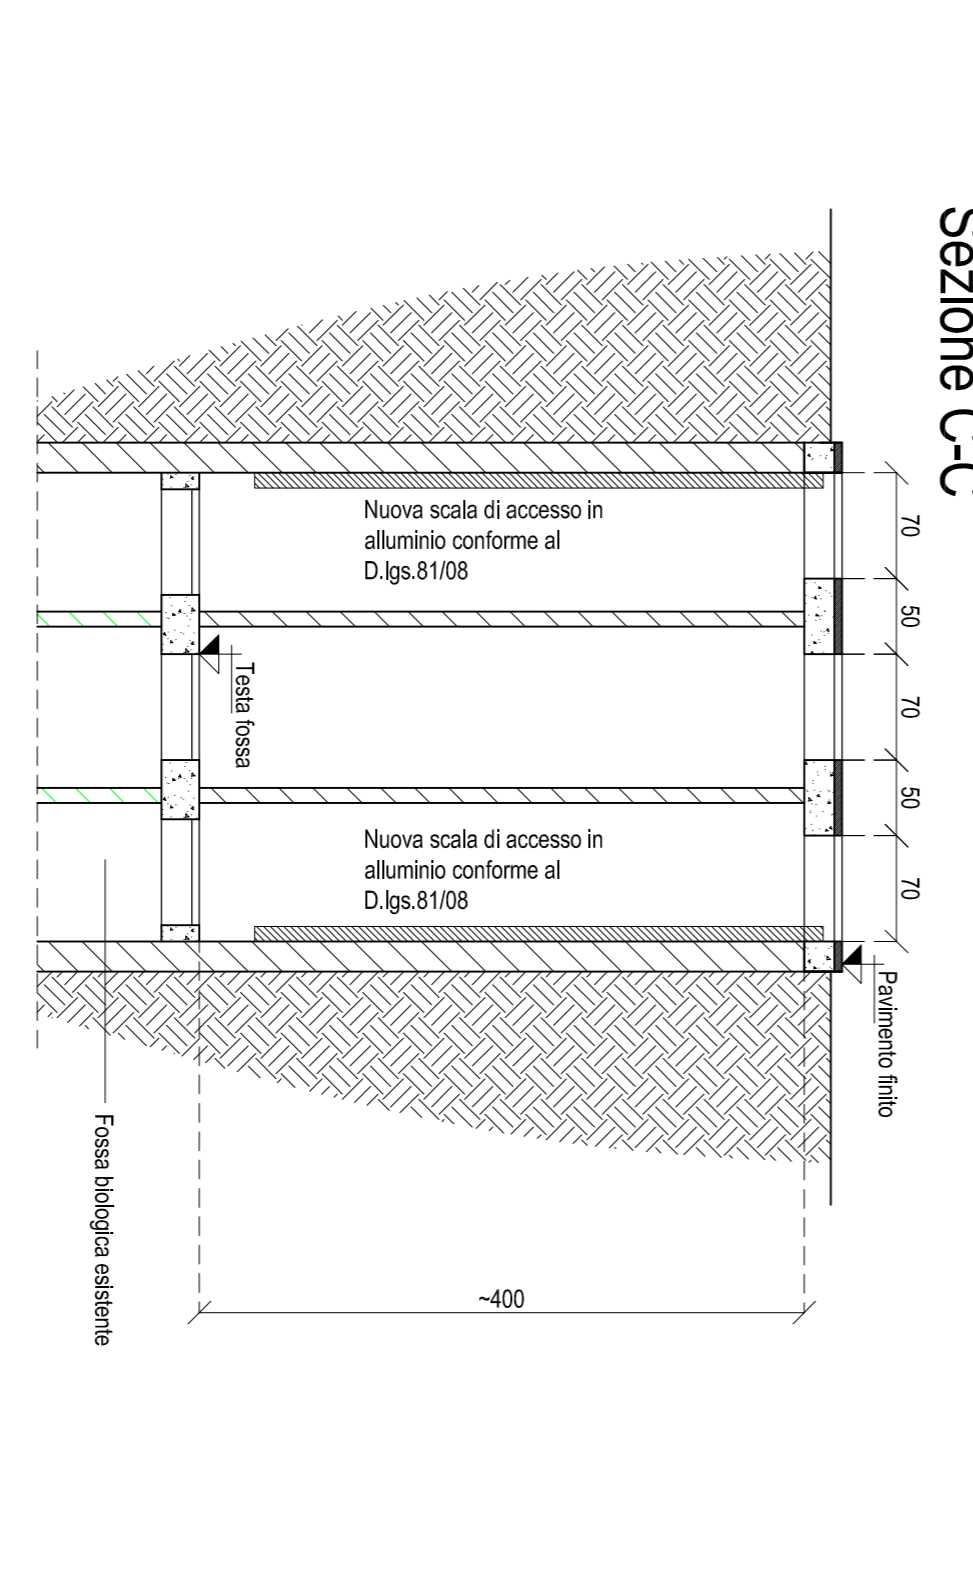 Sezione C-C
70
50
70
50
70
Pavimento finito
Nuova scala di accesso in
alluminio conforme al
D.lgs.81/08
Testa fossa
Nuova scala di accesso in
alluminio conforme al
D.lgs.81/08
Fossa biologica esistente
~400